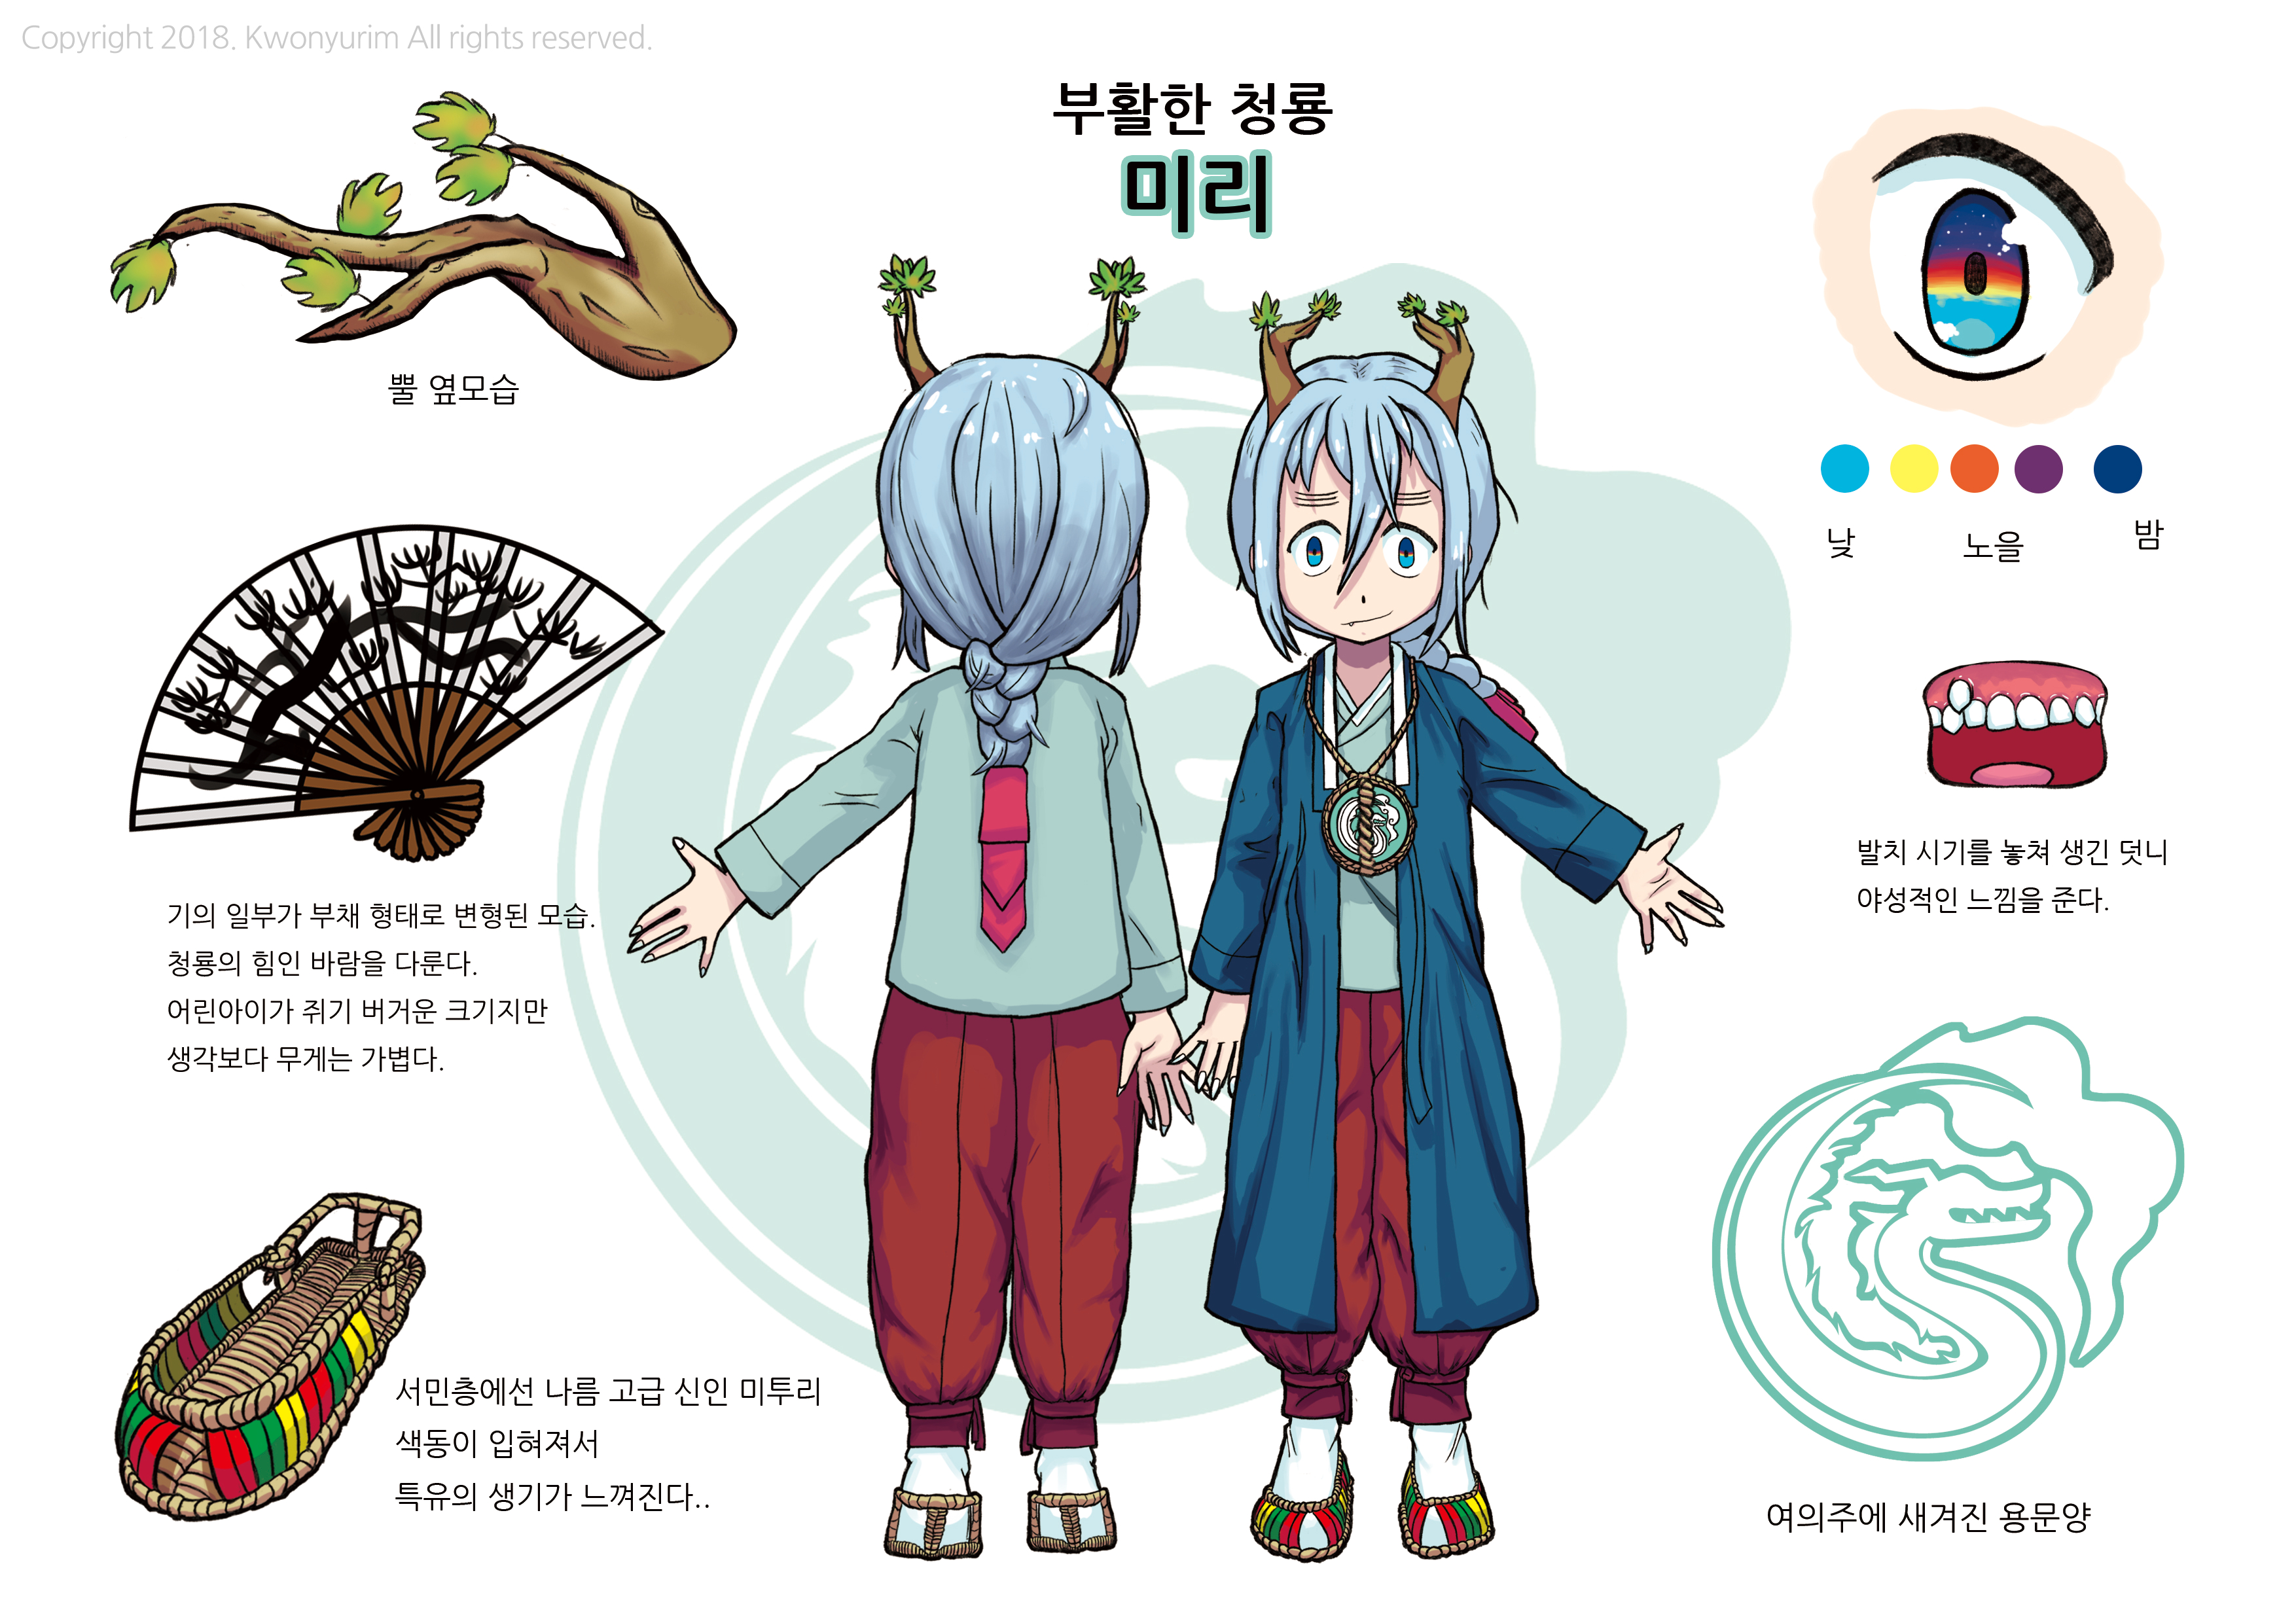 Copyright 2018. Kwonyurim All rights reserved.
부활한 청룡
미리
뿔 옆모습
낮 노을 밤
기의 일부가 부채 형태로 변형된 모습.
청룡의 힘인 바람을 다룬다.
어린아이가 쥐기 버거운 크기지만
생각보다 무게는 가볍다.
발치 시기를 놓쳐 생긴 덧니
야성적인 느낌을 준다.
서민층에선 나름 고급 신인 미투리
색동이 입혀져서
특유의 생기가 느껴진다..
여의주에 새겨진 용문양